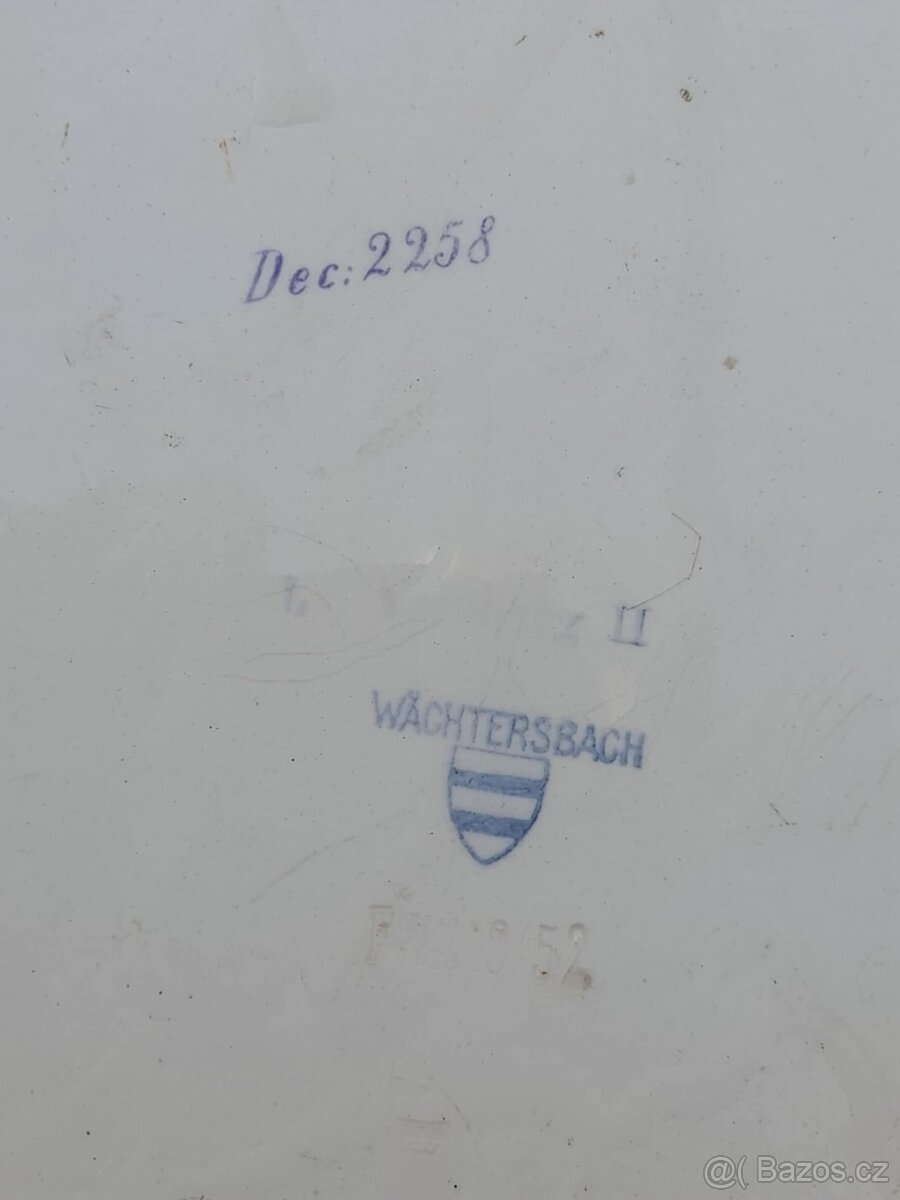 Dec: 2258
II
WÄCHTERSBACH
52
@( Bazos.cz